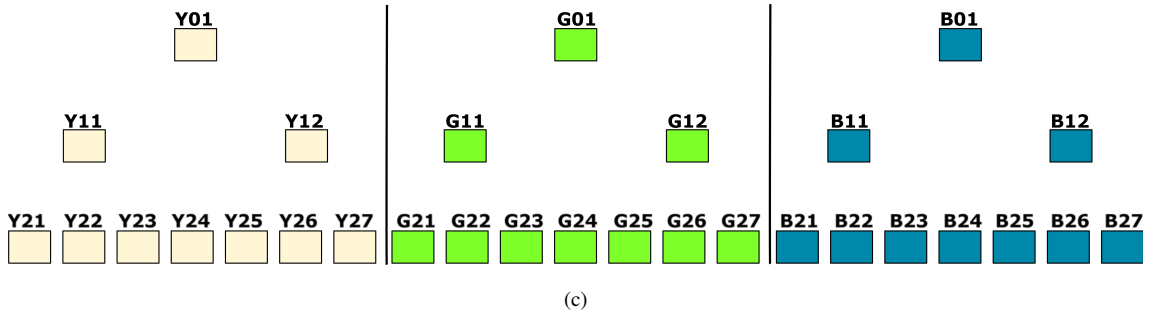 Y01 G01 B01
Y11 Y12 G11 G12 B11 B12
Y21 Y22 Y23 Y24 Y25 Y26 Y27 G21 G22 G23 G24 G25 G26 G27 B21 B22 B23 B24 B25 B26 B27
(c)